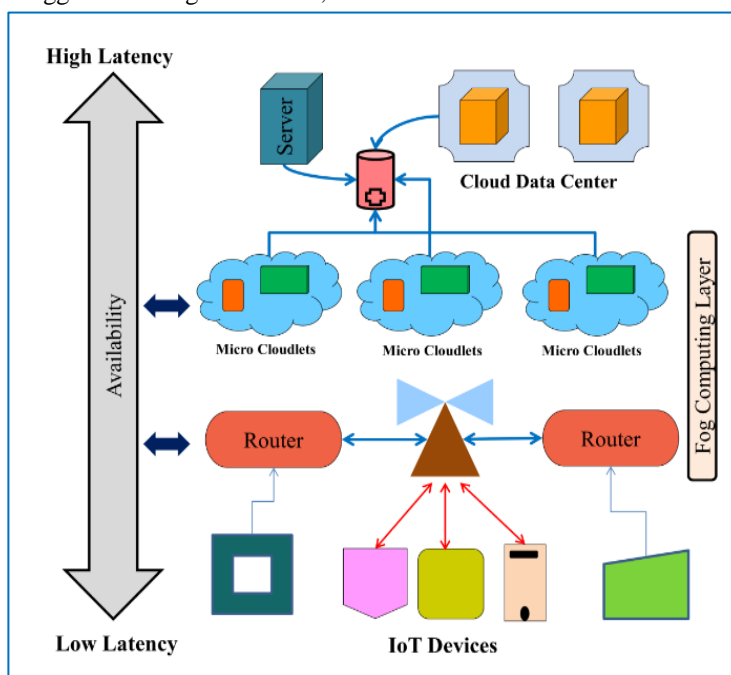 High Latency
Server
Cloud Data Center
Micro Cloudlets
Micro Cloudlets
Micro Cloudlets
Availability
Fog Computing Layer
Router
Router
Low Latency
IoT Devices